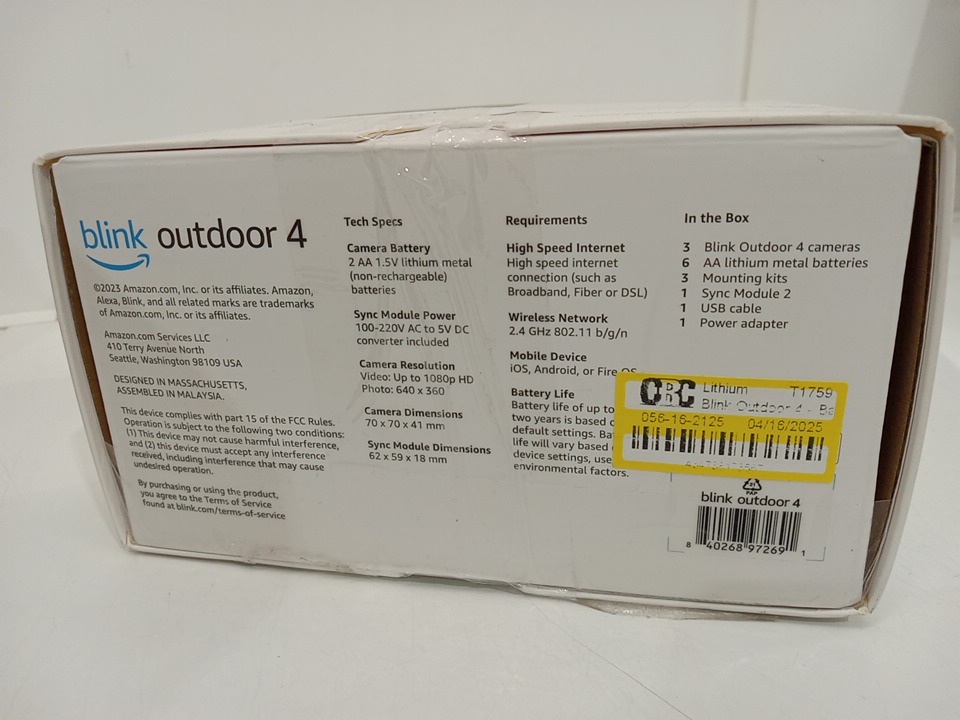 blink outdoor 4
©2023 Amazon.com, Inc. or its affiliates. Amazon,
Alexa, Blink, and all related marks are trademarks
of Amazon.com, Inc. or its affiliates.
Amazon.com Services LLC
410 Terry Avenue North
Seattle, Washington 98109 USA
DESIGNED IN MASSACHUSETTS,
ASSEMBLED IN MALAYSIA.
This device complies with part 15 of the FCC Rules.
Operation is subject to the following two conditions:
(1) This device may not cause harmful interference,
and (2) this device must accept any interference
received, including interference that may cause
undesired operation.
By purchasing or using the product,
you agree to the Terms of Service
found at blink.com/terms-of-service
Tech Specs
Camera Battery
2 AA 1.5V lithium metal
(non-rechargeable)
batteries
Sync Module Power
100-220V AC to 5V DC
converter included
Camera Resolution
Video: Up to 1080p HD
Photo: 640 x 360
Camera Dimensions
70 x 70 x 41 mm
Sync Module Dimensions
62 x 59 x 18 mm
Requirements
High Speed Internet
High speed internet
connection (such as
Broadband, Fiber or DSL)
Wireless Network
2.4 GHz 802.11 b/g/n
Mobile Device
iOS, Android, or Fire OS
Battery Life
Battery life of up to
two years is based
default settings.
life will vary based
device settings, use
environmental factors.
In the Box
3 Blink Outdoor 4 cameras
6 AA lithium metal batteries
3 Mounting kits
1 Sync Module 2
1 USB cable
1 Power adapter
CRC Lithium T1759
Blink Outdoor 4 -
056-16-2125 04/16/2025
21
PAP
blink outdoor 4
8 40268 97269 1